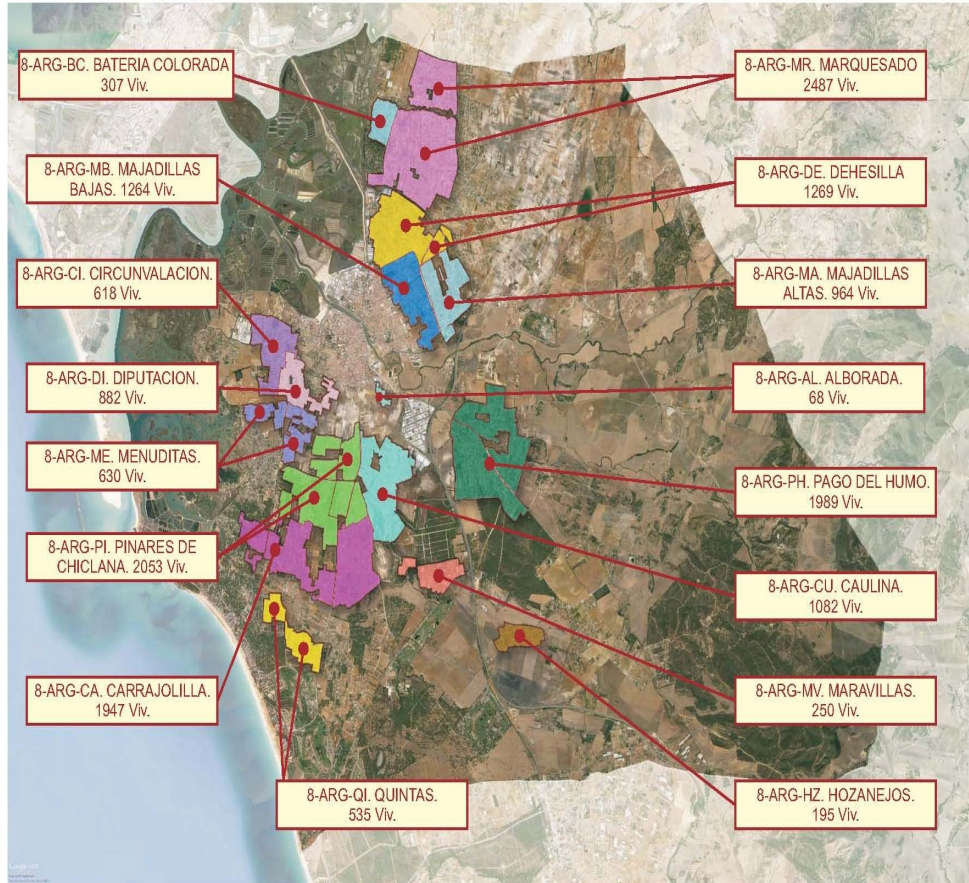 8-ARG-BC. BATERIA COLORADA
307 Viv.
8-ARG-MB. MAJADILLAS
BAJAS. 1264 Viv.
8-ARG-CI. CIRCUNVALACION.
618 Viv.
8-ARG-DI. DIPUTACION.
882 Viv.
8-ARG-ME. MENUDITAS.
630 Viv.
8-ARG-PI. PINARES DE
CHICLANA. 2053 Viv.
8-ARG-CA. CARRAJOLILLA.
1947 Viv.
8-ARG-QI. QUINTAS.
535 Viv.
8-ARG-MR. MARQUESADO
2487 Viv.
8-ARG-DE. DEHESILLA
1269 Viv.
8-ARG-MA. MAJADILLAS
ALTAS. 964 Viv.
8-ARG-AL. ALBORADA.
68 Viv.
8-ARG-PH. PAGO DEL HUMO.
1989 Viv.
8-ARG-CU. CAULINA.
1082 Viv.
8-ARG-MV. MARAVILLAS.
250 Viv.
8-ARG-HZ. HOZANEJOS.
195 Viv.